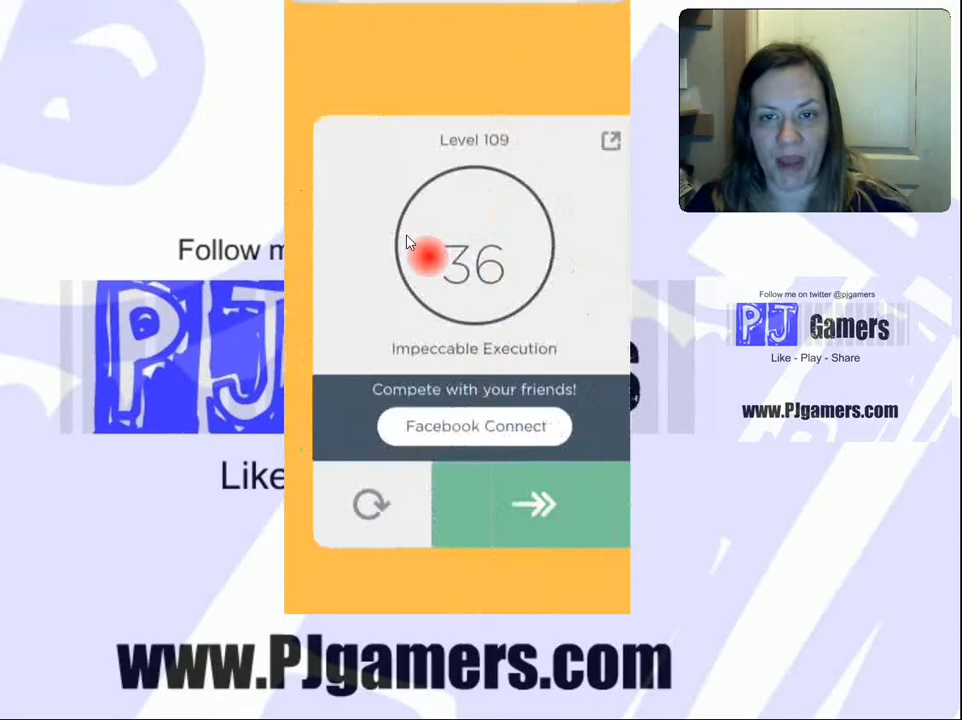 Level 109
36
Impeccable Execution
Compete with your friends!
Facebook Connect
Follow m
PJ
Like
www.PJgamers.com
Follow me on twitter @pjgamers
PJ Gamers
Like - Play - Share
www.PJgamers.com